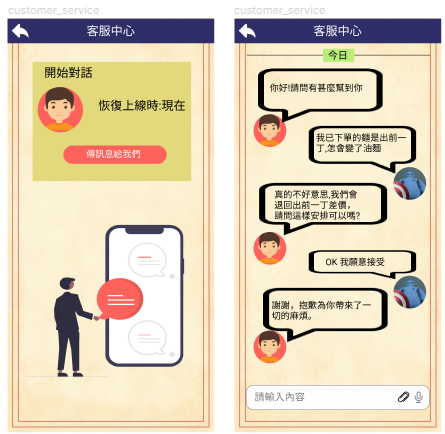 customer_service
客服中心
開始對話
恢復上線時:現在
傳訊息給我們
customer_service
客服中心
今日
你好!請問有甚麼幫到你
我已下單的麵是出前一
丁,怎會變了油麵
真的不好意思,我們會
退回出前一丁差價，
請問這樣安排可以嗎?
OK 我願意接受
謝謝，抱歉為你帶來了一
切的麻煩。
請輸入內容